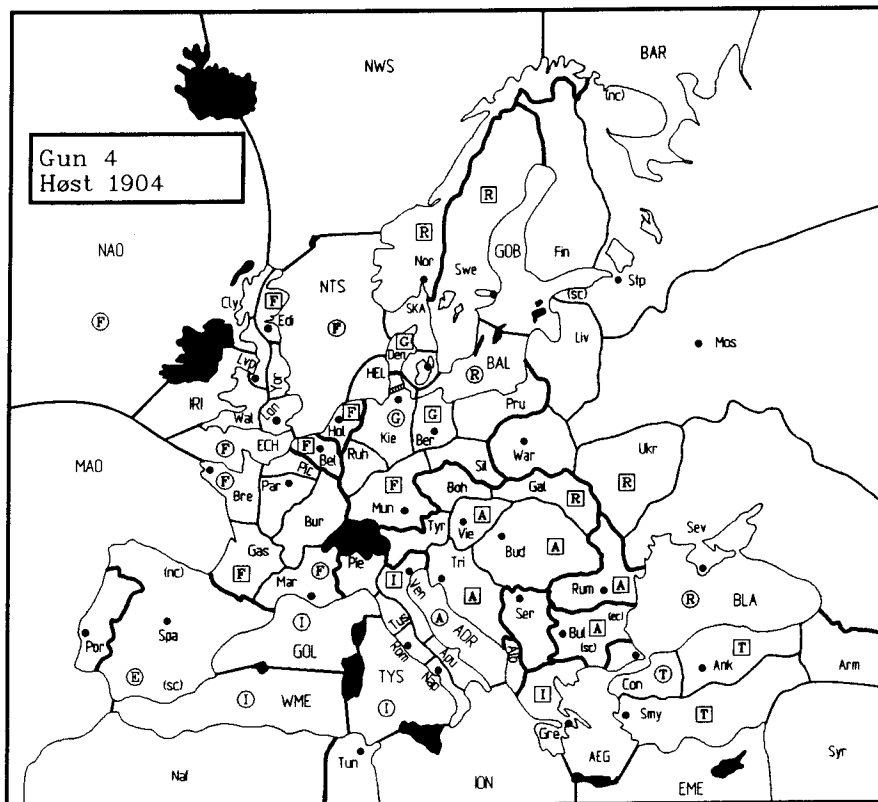 NWS
BAR
(nc)
Gun 4
Høst 1904
R
R
NAO
NTS
Nor
Swe
GOB
Fin
Stp
(sc)
Cly
F
Edi
F
F
SKA
Mos
Liv
G
Den
BAL
R
HEL
Lvp
Yor
IRI
Wal
Lon
Hol
F
Kie
G
G
Ber
Pru
War
Ukr
MAO
ECH
F
F
Bel
Ruh
Sil
Pic
F
Bre
Par
F
Mun
Boh
Gal
R
R
Sev
Bur
Tyr
A
Vie
Bud
A
Gas
F
Mar
F
Pie
I
Ven
Tri
A
Rum
A
R
BLA
(nc)
Ser
Por
Spa
I
GOL
Tus
A
ADR
Bul
A
(ec)
(sc)
Rom
Apu
Alb
T
Ank
Arm
E
(sc)
I
WME
TYS
Nap
I
I
Con
T
Smy
T
Gre
Naf
Tun
ION
AEG
EME
Syr